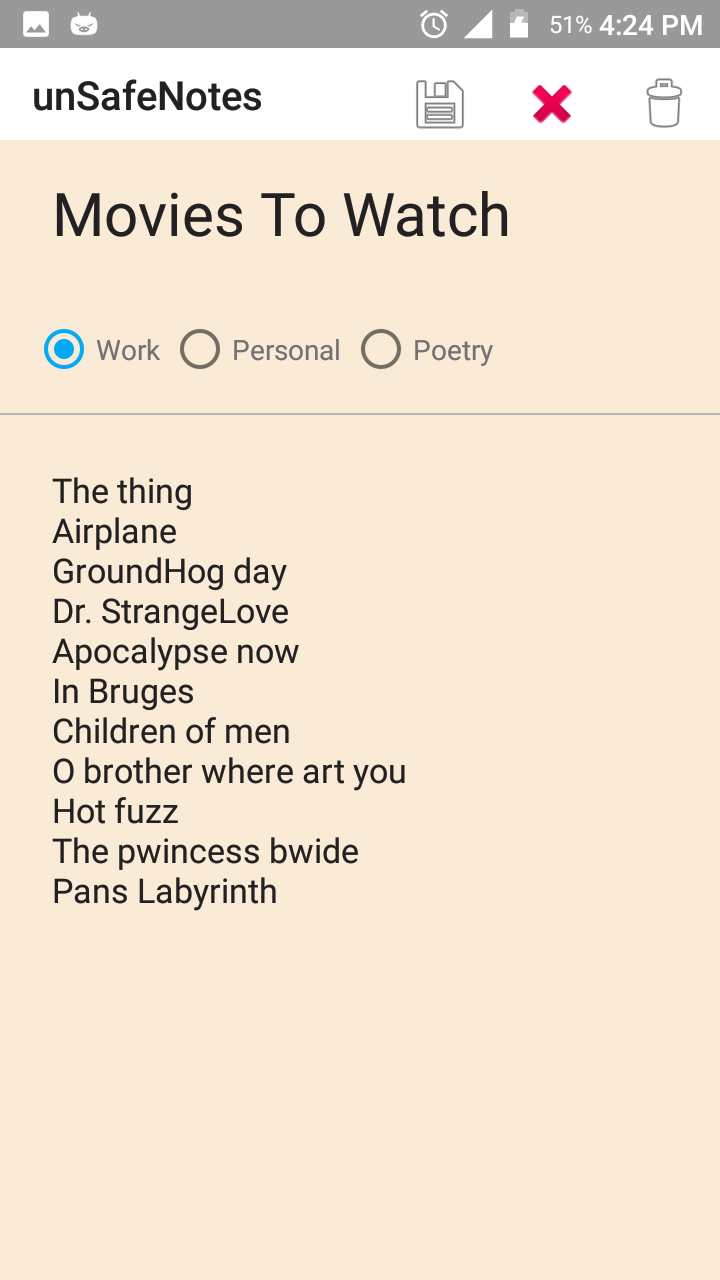 51% 4:24 PM
unSafeNotes
Movies To Watch
Work Personal Poetry
The thing
Airplane
GroundHog day
Dr. StrangeLove
Apocalypse now
In Bruges
Children of men
O brother where art you
Hot fuzz
The pwincess bwide
Pans Labyrinth